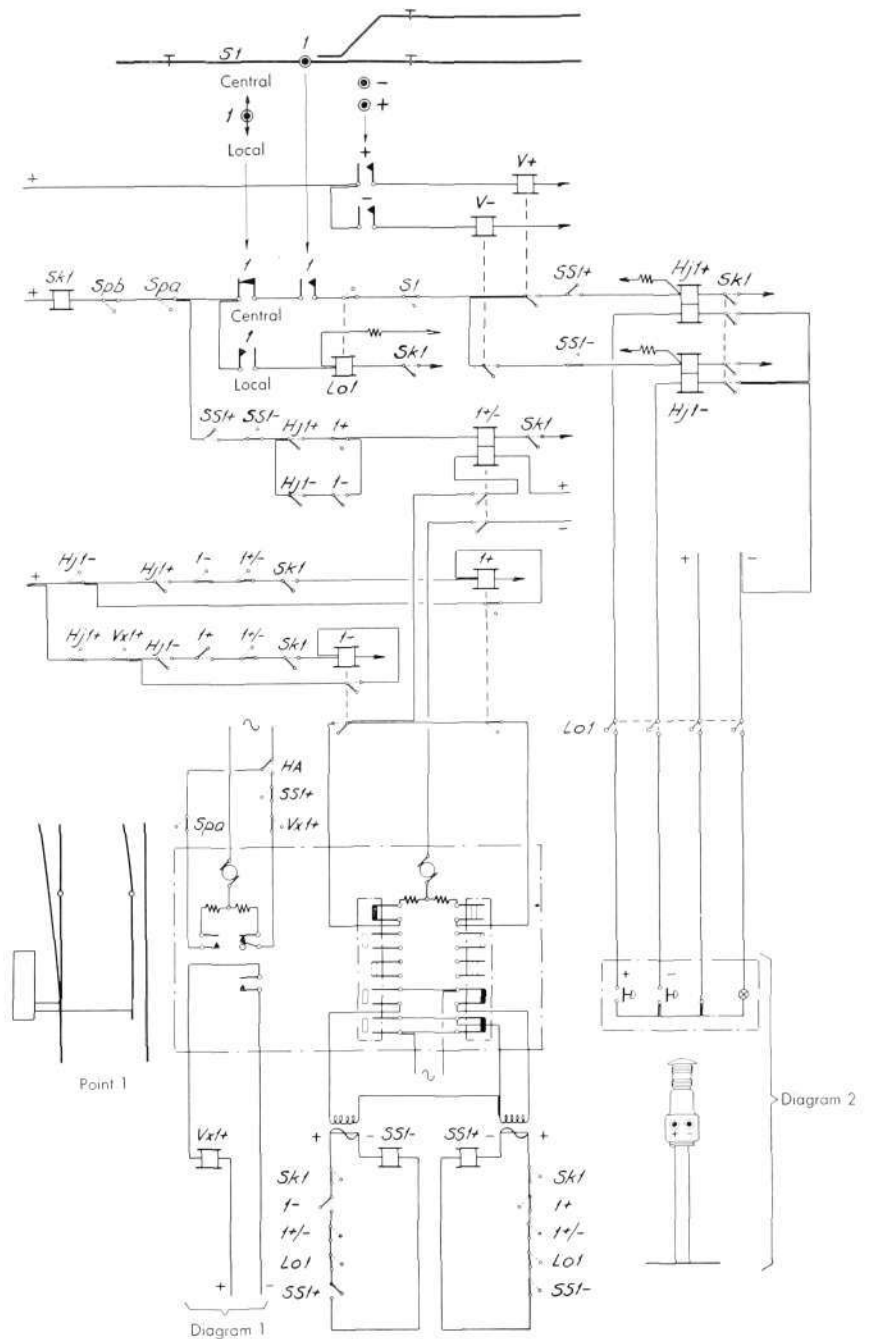 1
S1
Central
1
Local
−
+
+
+
−
V+
V−
Sk1
Spb
Spa
1
1
S1
SS1+
Hj1+
Sk1
+
Central
1
Local
Lo1
Sk1
SS1−
Hj1−
SS1+
SS1−
Hj1+
1+
1+/−
Sk1
Hj1−
1−
+
−
Hj1−
Hj1+
1−
1+/−
Sk1
1+
+
+
−
Hj1+
Vx1+
Hj1−
1+
1+/−
Sk1
1−
Lo1
~
HA
SS1+
Spa
Vx1+
+
−
Point 1
~
Diagram 2
Vx1+
+
−
SS1−
SS1+
−
+
Sk1
Sk1
1−
1+
1+/−
1+/−
Lo1
Lo1
+
−
SS1+
SS1−
Diagram 1